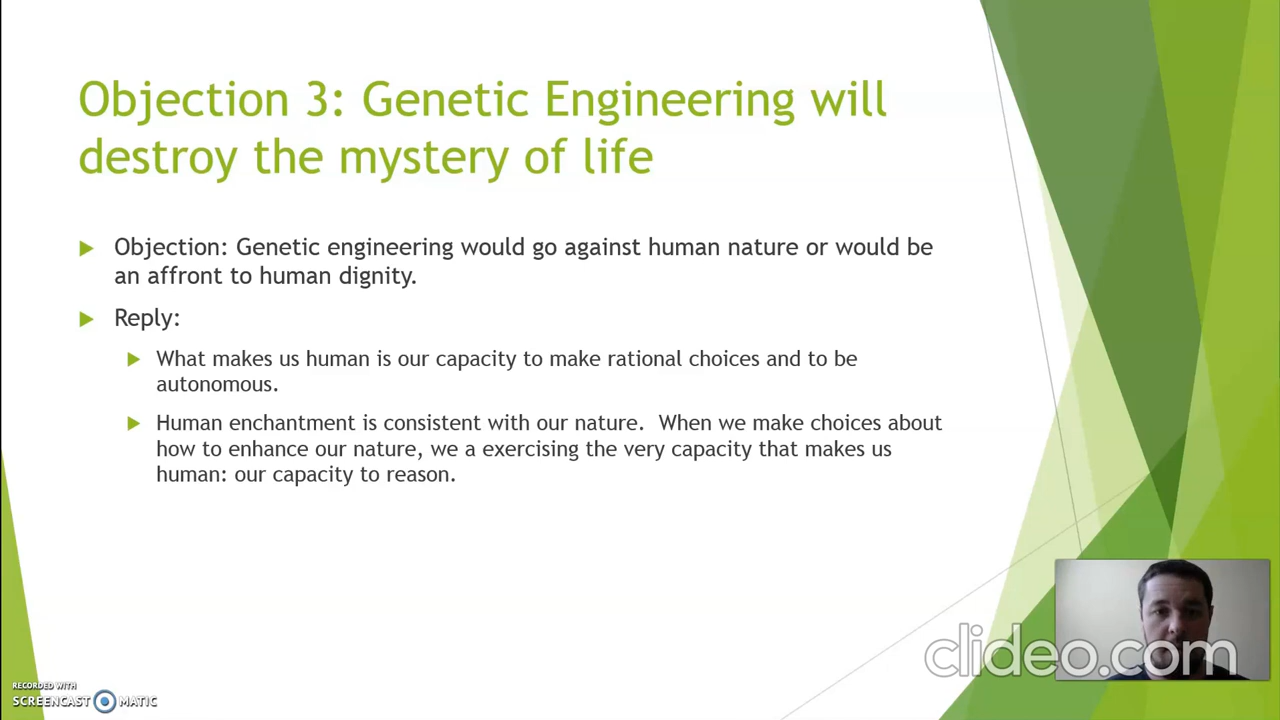 Objection 3: Genetic Engineering will
destroy the mystery of life
Objection: Genetic engineering would go against human nature or would be
an affront to human dignity.
Reply:
What makes us human is our capacity to make rational choices and to be
autonomous.
Human enchantment is consistent with our nature.  When we make choices about
how to enhance our nature, we a exercising the very capacity that makes us
human: our capacity to reason.
clideo.com
RECORDED WITH
SCREENCAST MATIC